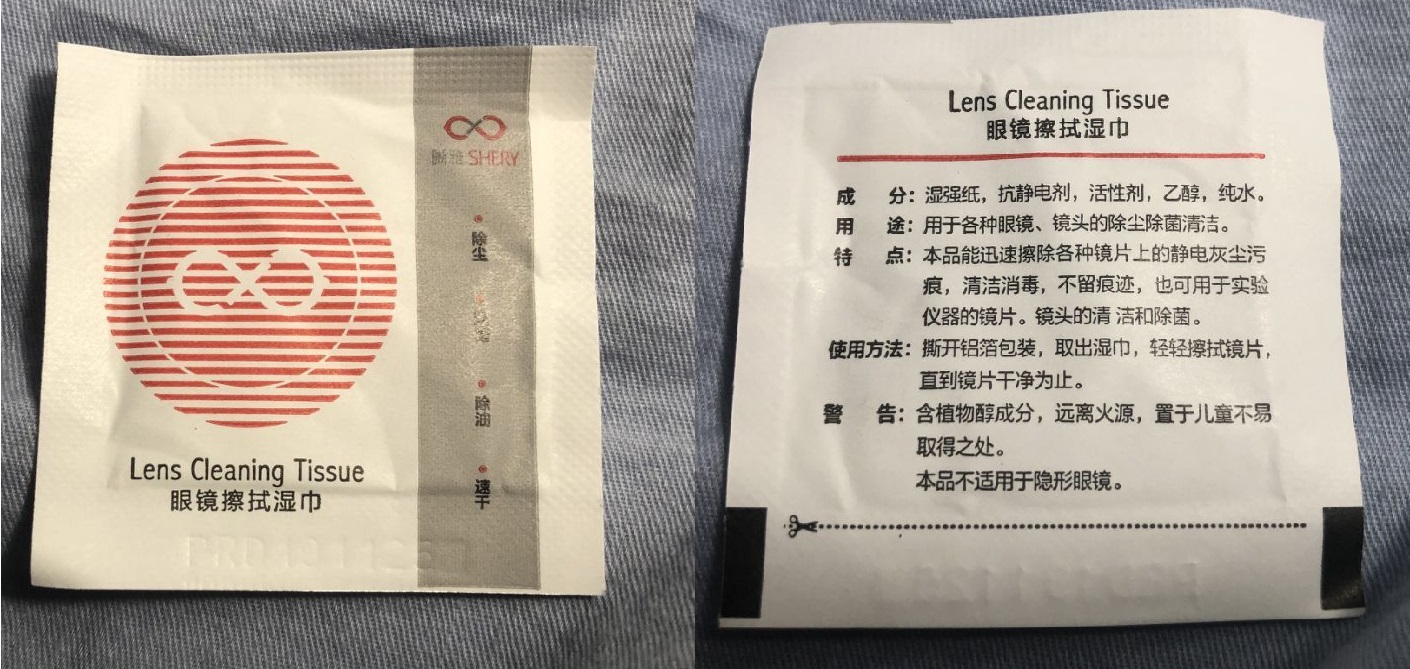 SHERY
除尘
除油
速干
Lens Cleaning Tissue
眼镜擦拭湿巾
Lens Cleaning Tissue
眼镜擦拭湿巾
成 分：湿强纸，抗静电剂，活性剂，乙醇，纯水。
用 途：用于各种眼镜、镜头的除尘除菌清洁。
特 点：本品能迅速擦除各种镜片上的静电灰尘污
痕，清洁消毒，不留痕迹，也可用于实验
仪器的镜片。镜头的清 洁和除菌。
使用方法：撕开铝箔包装，取出湿巾，轻轻擦拭镜片，
直到镜片干净为止。
警 告：含植物醇成分，远离火源，置于儿童不易
取得之处。
本品不适用于隐形眼镜。